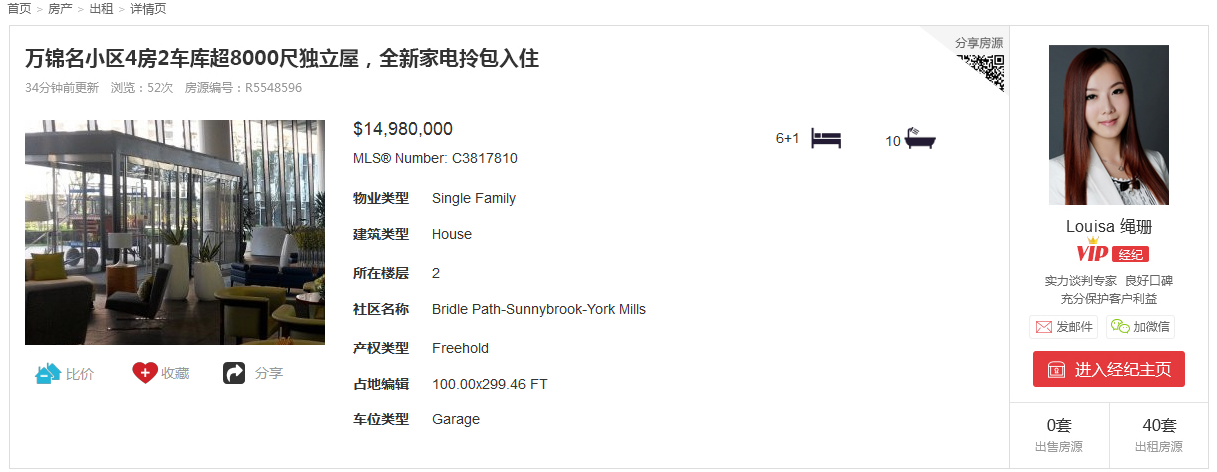 首页 > 房产 > 出租 > 详情页
万锦名小区4房2车库超8000尺独立屋，全新家电拎包入住
34分钟前更新 浏览：52次 房源编号：R5548596
分享房源
$14,980,000
MLS® Number: C3817810
6+1
10
物业类型 Single Family
建筑类型 House
所在楼层 2
社区名称 Bridle Path-Sunnybrook-York Mills
产权类型 Freehold
占地编辑 100.00x299.46 FT
车位类型 Garage
比价 收藏 分享
Louisa 绳珊
VIP 经纪
实力谈判专家 良好口碑
充分保护客户利益
发邮件 加微信
进入经纪主页
0套 40套
出售房源 出租房源